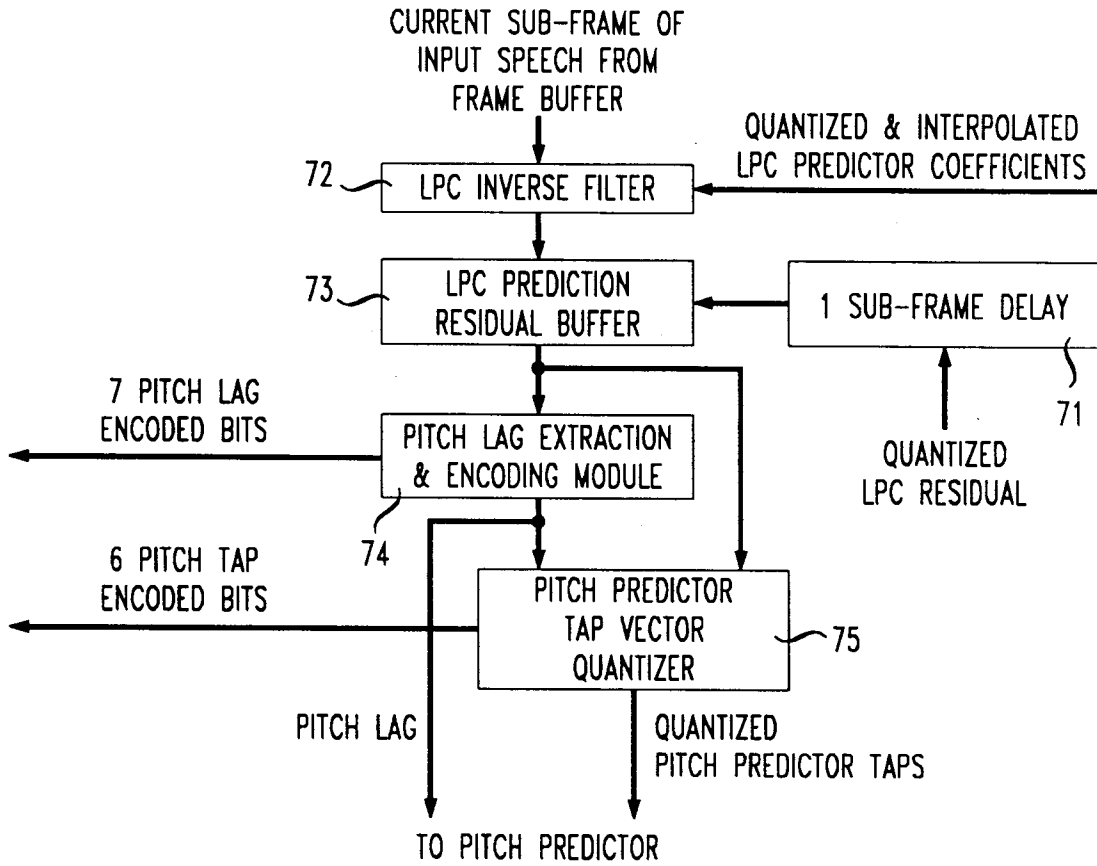 CURRENT SUB-FRAME OF
INPUT SPEECH FROM
FRAME BUFFER
QUANTIZED & INTERPOLATED
LPC PREDICTOR COEFFICIENTS
72
LPC INVERSE FILTER
73
LPC PREDICTION
RESIDUAL BUFFER
1 SUB-FRAME DELAY
71
7 PITCH LAG
ENCODED BITS
PITCH LAG EXTRACTION
& ENCODING MODULE
74
QUANTIZED
LPC RESIDUAL
6 PITCH TAP
ENCODED BITS
PITCH PREDICTOR
TAP VECTOR
QUANTIZER
75
PITCH LAG
QUANTIZED
PITCH PREDICTOR TAPS
TO PITCH PREDICTOR